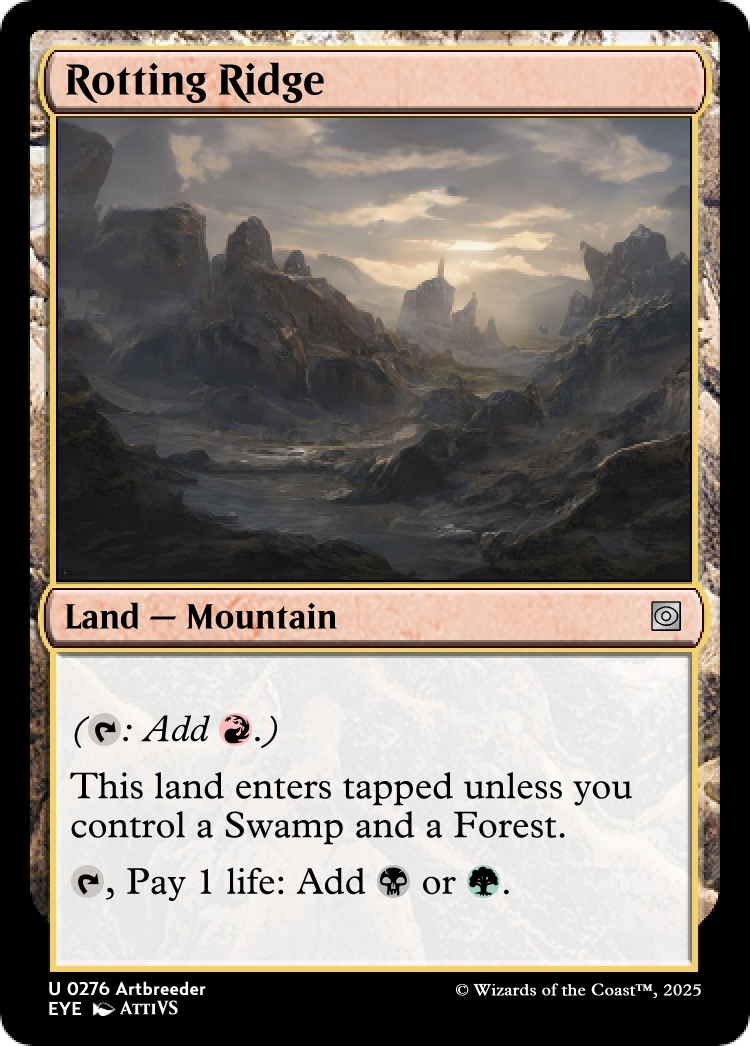 Rotting Ridge
Land — Mountain
(: Add .)
This land enters tapped unless you
control a Swamp and a Forest.
, Pay 1 life: Add  or .
U 0276 Artbreeder
EYE AttiVS
© Wizards of the Coast™, 2025